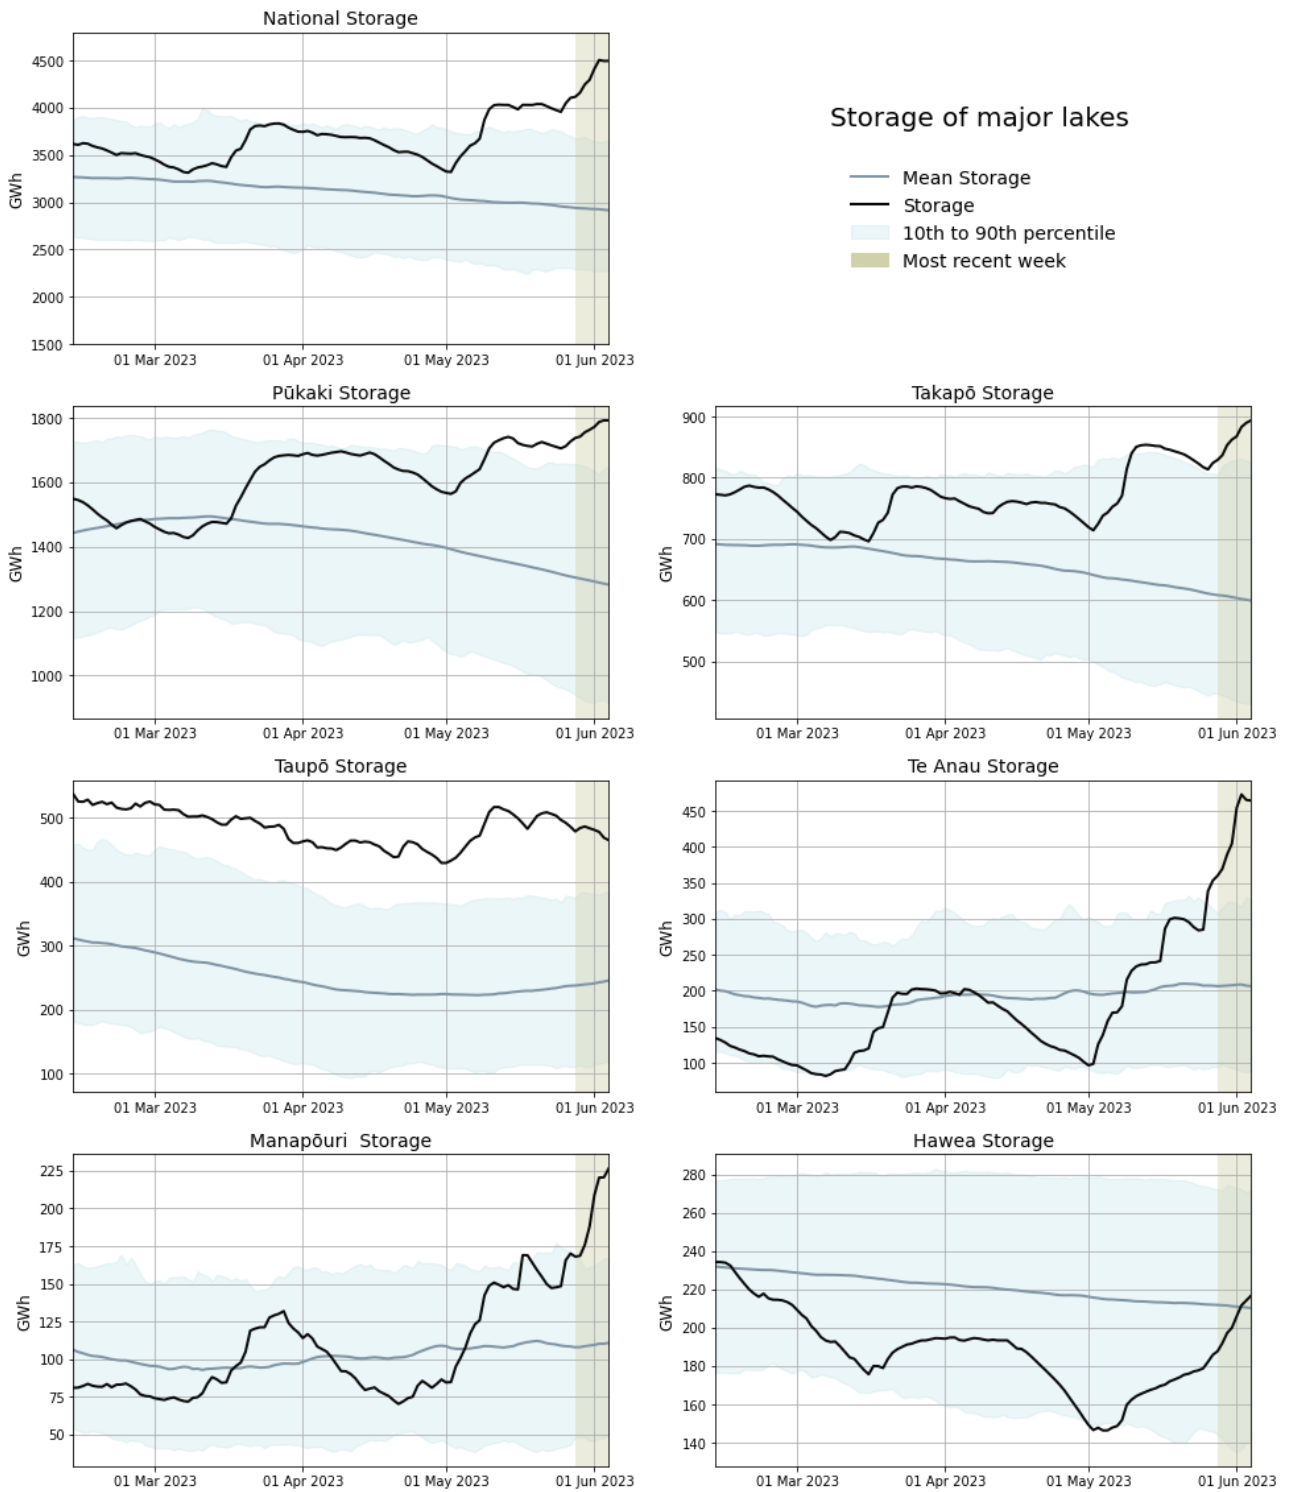 National Storage
4500
4000
3500
3000
2500
2000
1500
GWh
01 Mar 2023 01 Apr 2023 01 May 2023 01 Jun 2023
Storage of major lakes
Mean Storage
Storage
10th to 90th percentile
Most recent week
Pūkaki Storage
1800
1600
1400
1200
1000
GWh
01 Mar 2023 01 Apr 2023 01 May 2023 01 Jun 2023
Takapō Storage
900
800
700
600
500
GWh
01 Mar 2023 01 Apr 2023 01 May 2023 01 Jun 2023
Taupō Storage
500
400
300
200
100
GWh
01 Mar 2023 01 Apr 2023 01 May 2023 01 Jun 2023
Te Anau Storage
450
400
350
300
250
200
150
100
GWh
01 Mar 2023 01 Apr 2023 01 May 2023 01 Jun 2023
Manapōuri  Storage
225
200
175
150
125
100
75
50
GWh
01 Mar 2023 01 Apr 2023 01 May 2023 01 Jun 2023
Hawea Storage
280
260
240
220
200
180
160
140
GWh
01 Mar 2023 01 Apr 2023 01 May 2023 01 Jun 2023